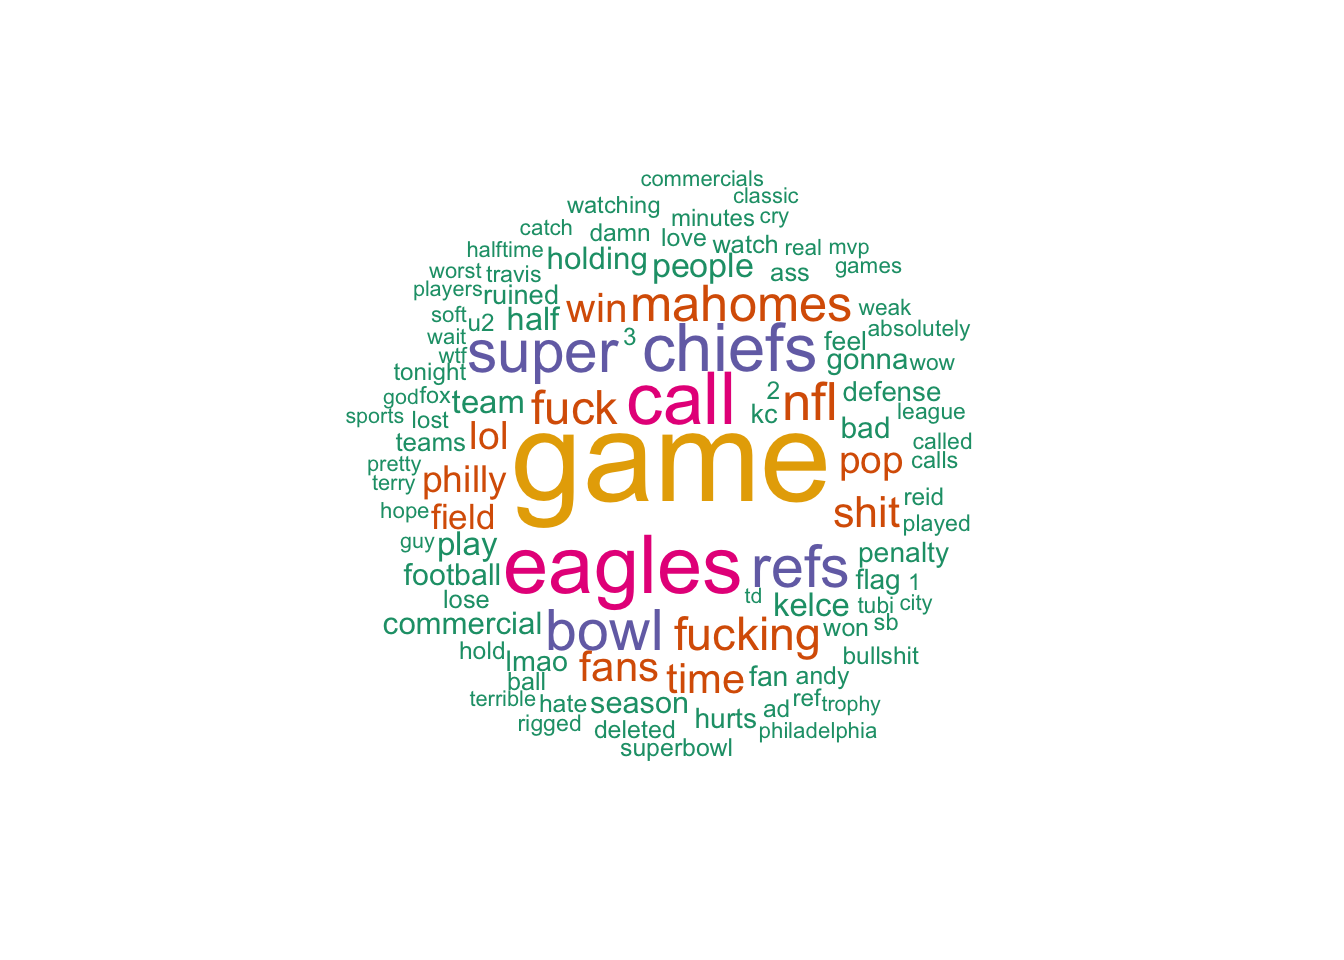 commercials
classic
watching
minutes cry
catch damn love watch real mvp
halftime holding people ass games
worst travis
players ruined win mahomes weak
soft u2 half 3 chiefs feel absolutely
wait super gonna wow
wtf
tonight
god fox team fuck call 2 nfl defense
sports lost kc league
teams lol game bad called
pretty pop calls
terry philly
hope field shit reid
played
guy play eagles refs penalty
football td flag 1
lose kelce tubi city
commercial bowl fucking won sb
hold lmao fans bullshit
ball time fan andy
terrible hate season ref trophy
rigged deleted hurts ad philadelphia
superbowl